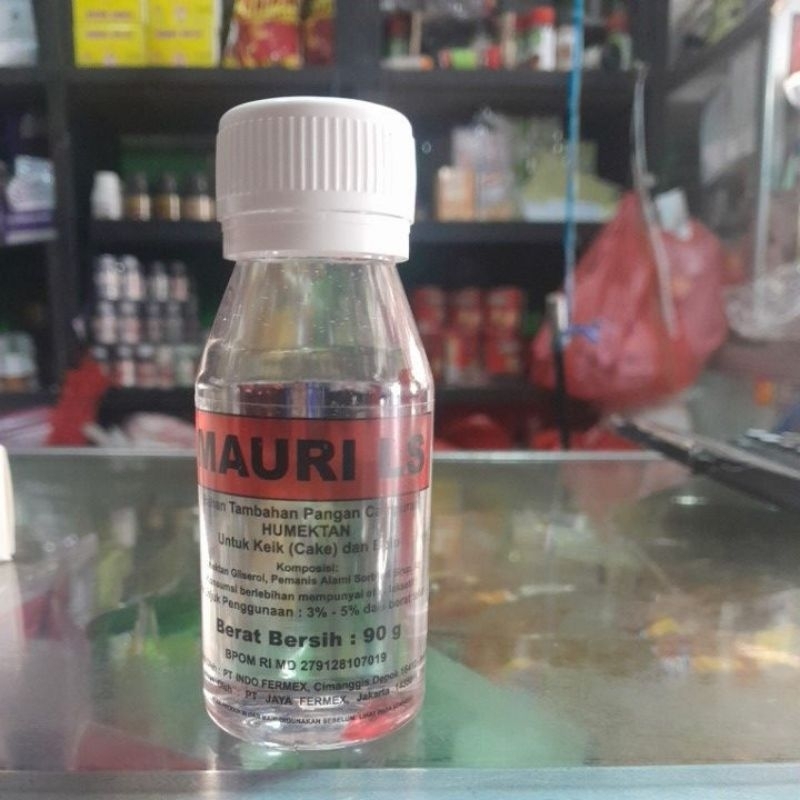 MAURI LS
Tambahan Pangan
HUMEKTAN
Untuk Keik (Cake) dan
Komposisi:
Gliserol, Pemanis Alami
berlebihan mempunyai
Penggunaan : 3% - 5% dari berat
Berat Bersih : 90 g
BPOM RI MD 279128107019
PT INDO FERMEX, Cimanggis Depok
PT JAYA FERMEX, Jakarta